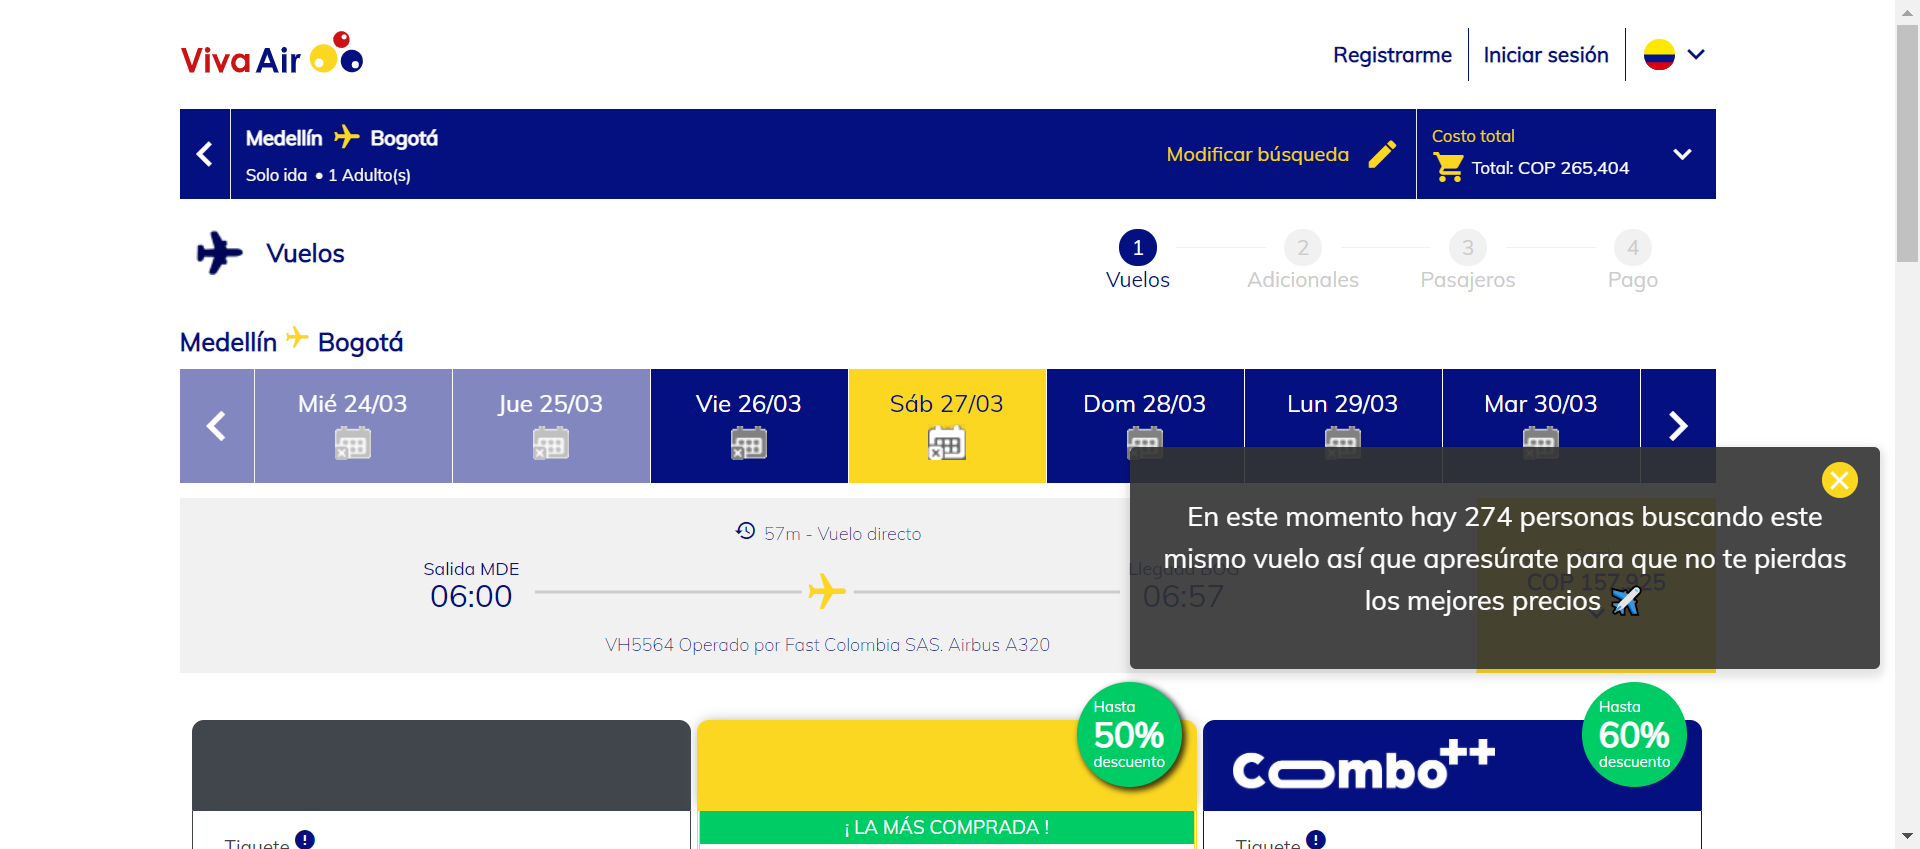 Viva Air
Registrarme
Iniciar sesión
Medellín Bogotá
Solo ida • 1 Adulto(s)
Modificar búsqueda
Costo total
Total: COP 265,404
Vuelos
1
Vuelos
2
Adicionales
3
Pasajeros
4
Pago
Medellín Bogotá
Mié 24/03
Jue 25/03
Vie 26/03
Sáb 27/03
Dom 28/03
Lun 29/03
Mar 30/03
57m - Vuelo directo
Salida MDE
06:00
Llegada BOG
06:57
COP 157,925
VH5564 Operado por Fast Colombia SAS. Airbus A320
En este momento hay 274 personas buscando este
mismo vuelo así que apresúrate para que no te pierdas
los mejores precios
Hasta
50%
descuento
Combo++
Hasta
60%
descuento
¡ LA MÁS COMPRADA !
Tiquete
Tiquete